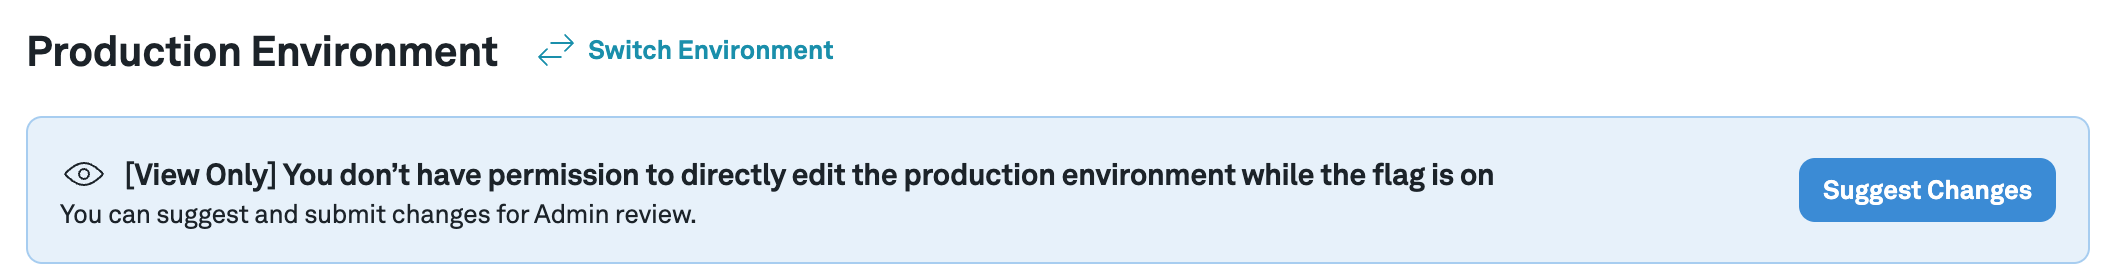 Production Environment
Switch Environment
[View Only] You don’t have permission to directly edit the production environment while the flag is on
You can suggest and submit changes for Admin review.
Suggest Changes